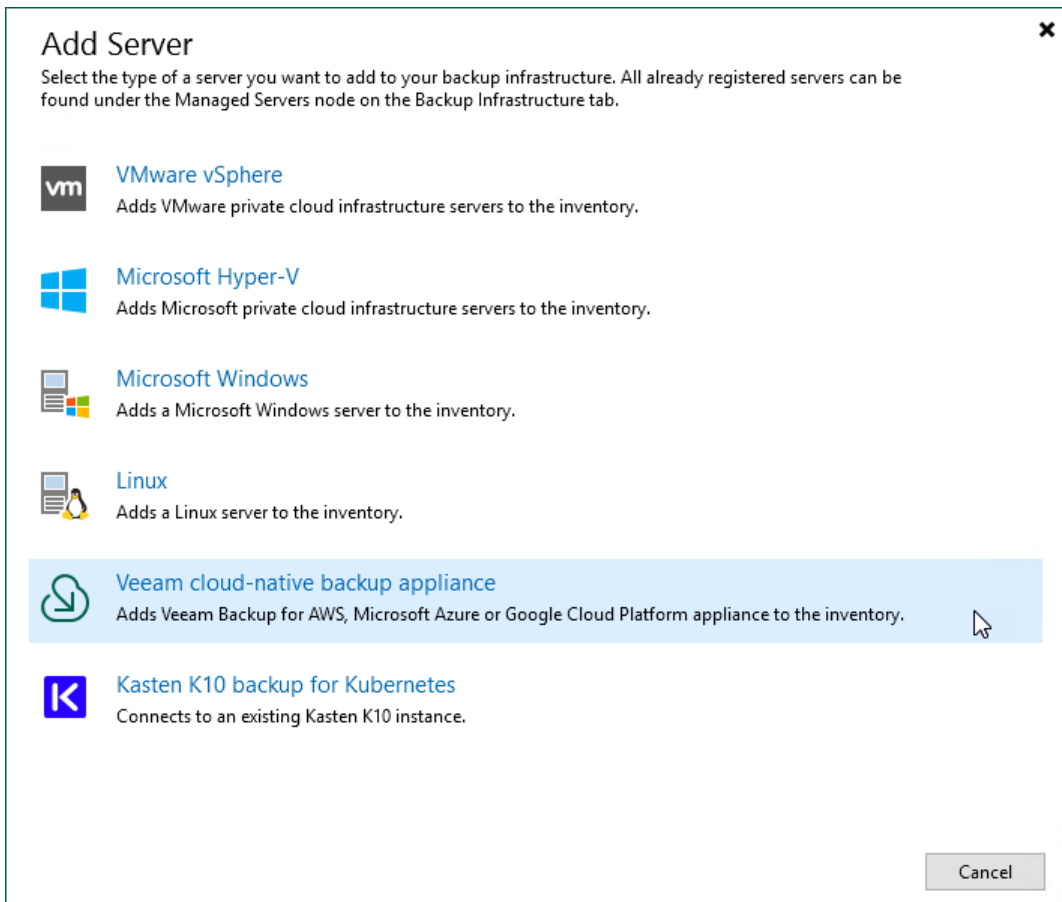 Add Server
Select the type of a server you want to add to your backup infrastructure. All already registered servers can be
found under the Managed Servers node on the Backup Infrastructure tab.
vm
VMware vSphere
Adds VMware private cloud infrastructure servers to the inventory.
Microsoft Hyper-V
Adds Microsoft private cloud infrastructure servers to the inventory.
Microsoft Windows
Adds a Microsoft Windows server to the inventory.
Linux
Adds a Linux server to the inventory.
Veeam cloud-native backup appliance
Adds Veeam Backup for AWS, Microsoft Azure or Google Cloud Platform appliance to the inventory.
K
Kasten K10 backup for Kubernetes
Connects to an existing Kasten K10 instance.
Cancel